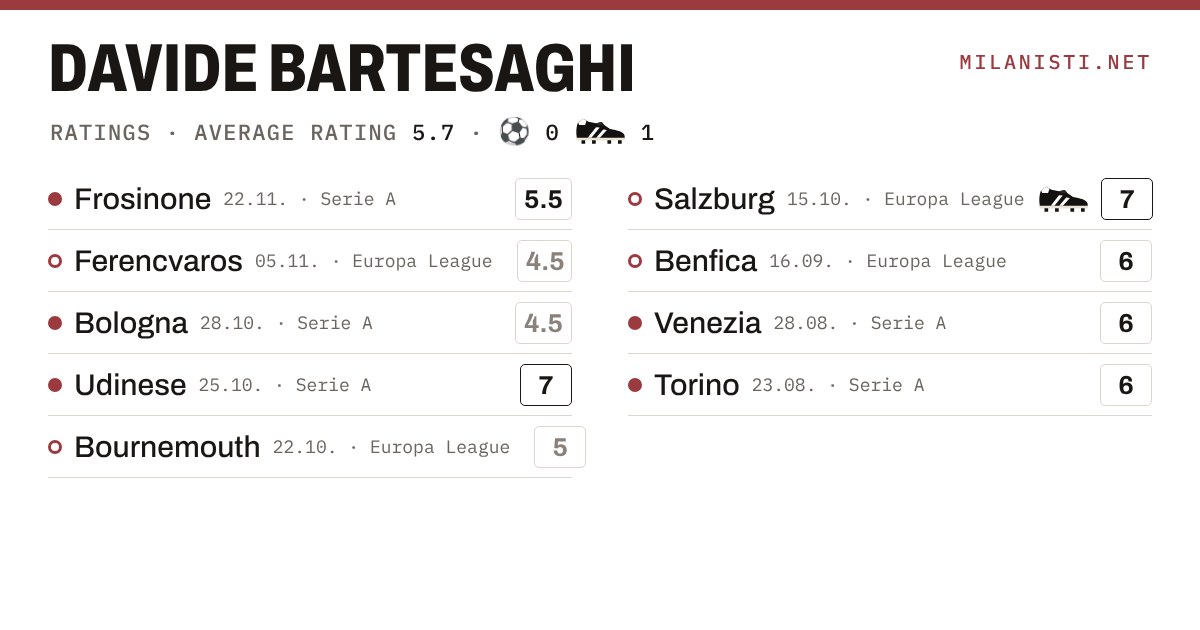 DAVIDE BARTESAGHI
MILANISTI.NET
RATINGS · AVERAGE RATING 5.7 · ⚽ 0 1
Frosinone 22.11. · Serie A 5.5
Ferencvaros 05.11. · Europa League 4.5
Bologna 28.10. · Serie A 4.5
Udinese 25.10. · Serie A 7
Bournemouth 22.10. · Europa League 5
Salzburg 15.10. · Europa League 7
Benfica 16.09. · Europa League 6
Venezia 28.08. · Serie A 6
Torino 23.08. · Serie A 6